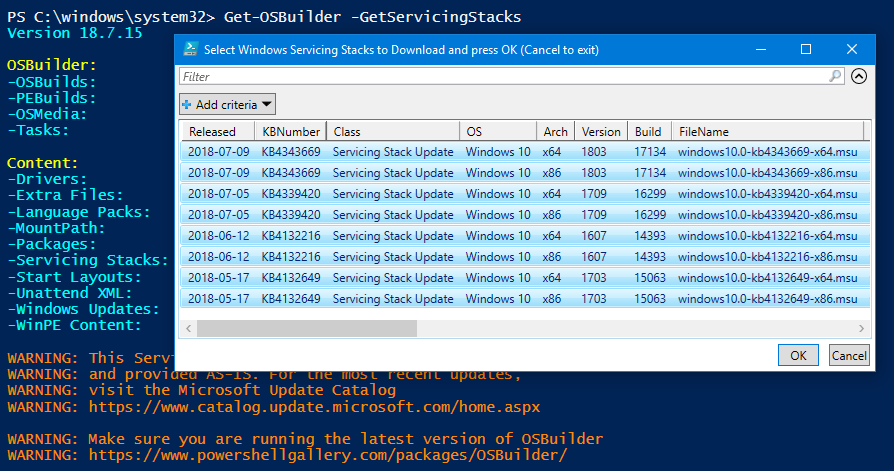 PS C:\windows\system32> Get-OSBuilder -GetServicingStacks
Version 18.7.15
OSBuilder:
-OSBuilds:
-PEBuilds:
-OSMedia:
-Tasks:
Content:
-Drivers:
-Extra Files:
-Language Packs:
-MountPath:
-Packages:
-Servicing Stacks:
-Start Layouts:
-Unattend XML:
-Windows Updates:
-WinPE Content:
Select Windows Servicing Stacks to Download and press OK (Cancel to exit)
Filter
Add criteria
Released KBNumber Class OS Arch Version Build FileName
2018-07-09 KB4343669 Servicing Stack Update Windows 10 x64 1803 17134 windows10.0-kb4343669-x64.msu
2018-07-09 KB4343669 Servicing Stack Update Windows 10 x86 1803 17134 windows10.0-kb4343669-x86.msu
2018-07-05 KB4339420 Servicing Stack Update Windows 10 x64 1709 16299 windows10.0-kb4339420-x64.msu
2018-07-05 KB4339420 Servicing Stack Update Windows 10 x86 1709 16299 windows10.0-kb4339420-x86.msu
2018-06-12 KB4132216 Servicing Stack Update Windows 10 x64 1607 14393 windows10.0-kb4132216-x64.msu
2018-06-12 KB4132216 Servicing Stack Update Windows 10 x86 1607 14393 windows10.0-kb4132216-x86.msu
2018-05-17 KB4132649 Servicing Stack Update Windows 10 x64 1703 15063 windows10.0-kb4132649-x64.msu
2018-05-17 KB4132649 Servicing Stack Update Windows 10 x86 1703 15063 windows10.0-kb4132649-x86.msu
OK Cancel
WARNING: This Serv
WARNING: and provided AS-IS. For the most recent updates,
WARNING: visit the Microsoft Update Catalog
WARNING: https://www.catalog.update.microsoft.com/home.aspx
WARNING: Make sure you are running the latest version of OSBuilder
WARNING: https://www.powershellgallery.com/packages/OSBuilder/